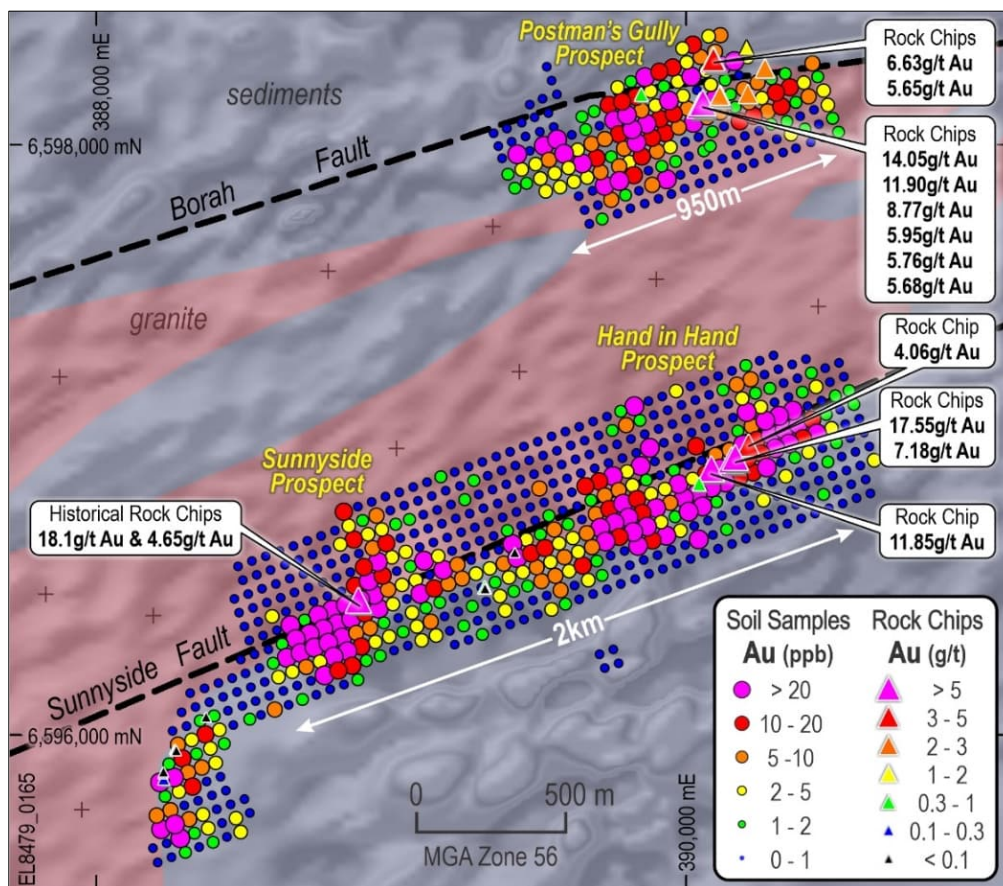 388,000 mE
Postman's Gully
Prospect
Rock Chips
6.63g/t Au
5.65g/t Au
sediments
6,598,000 mN
Borah Fault
950m
Rock Chips
14.05g/t Au
11.90g/t Au
8.77g/t Au
5.95g/t Au
5.76g/t Au
5.68g/t Au
granite
Hand in Hand
Prospect
Rock Chip
4.06g/t Au
Rock Chips
17.55g/t Au
7.18g/t Au
Sunnyside
Prospect
Historical Rock Chips
18.1g/t Au & 4.65g/t Au
Rock Chip
11.85g/t Au
2km
Sunnyside Fault
6,596,000 mN
EL8479_0165
0 500 m
MGA Zone 56
390,000 mE
Soil Samples Rock Chips
Au (ppb) Au (g/t)
> 20 > 5
10 - 20 3 - 5
5 - 10 2 - 3
2 - 5 1 - 2
1 - 2 0.3 - 1
0 - 1 0.1 - 0.3
< 0.1